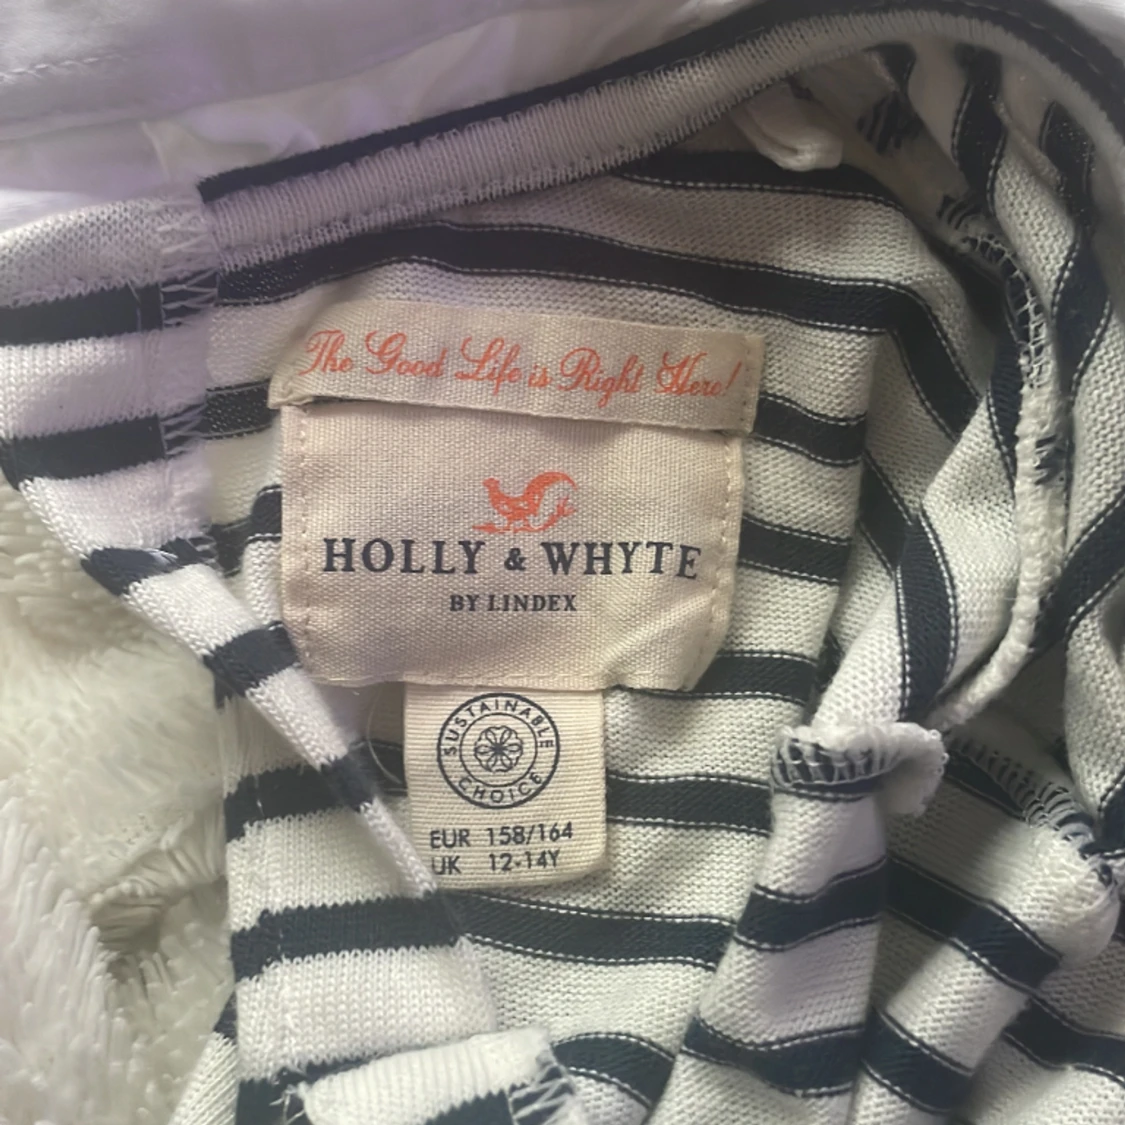 The Good Life is Right Here!
HOLLY & WHYTE
BY LINDEX
SUSTAINABLE
CHOICE
EUR 158/164
UK 12-14Y